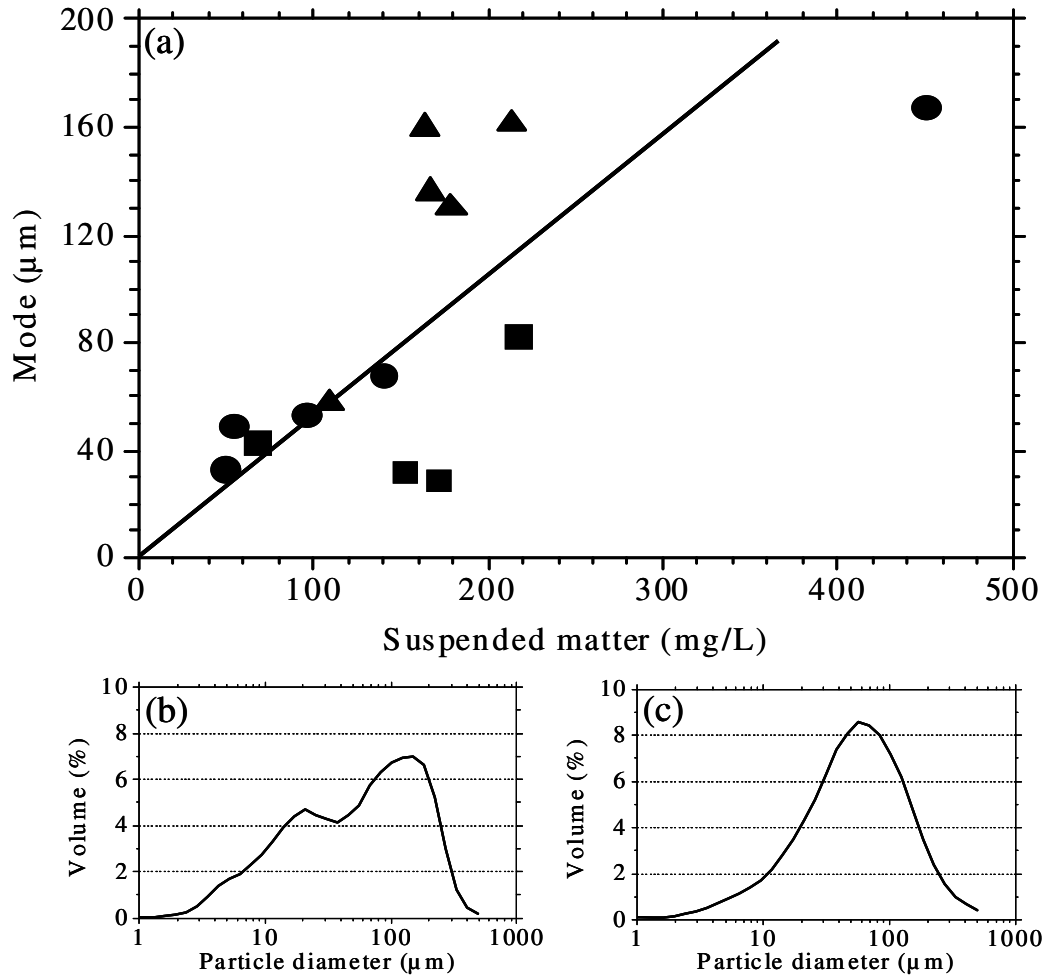 (a)
200
160
120
80
40
0
Mode (µm)
0 100 200 300 400 500
Suspended matter (mg/L)
(b)
10
8
6
4
2
0
Volume (%)
1 10 100 1000
Particle diameter (µm)
(c)
10
8
6
4
2
0
Volume (%)
1 10 100 1000
Particle diameter (µm)